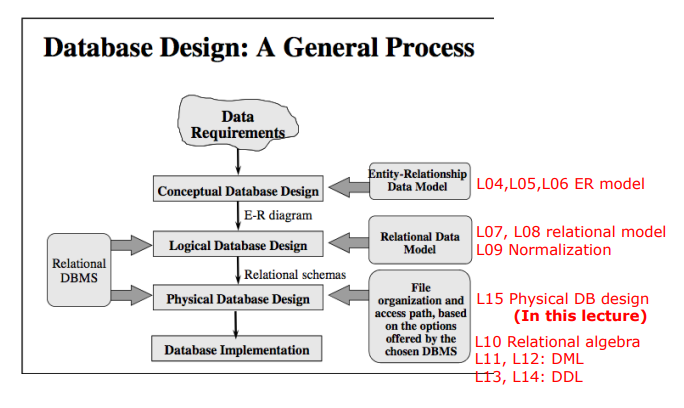 Database Design: A General Process
Data
Requirements
Conceptual Database Design
Entity-Relationship
Data Model
L04,L05,L06 ER model
E-R diagram
Relational
DBMS
Logical Database Design
Relational Data
Model
L07, L08 relational model
L09 Normalization
Relational schemas
Physical Database Design
File
organization and
access path, based
on the options
offered by the
chosen DBMS
L15 Physical DB design
(In this lecture)
Database Implementation
L10 Relational algebra
L11, L12: DML
L13, L14: DDL